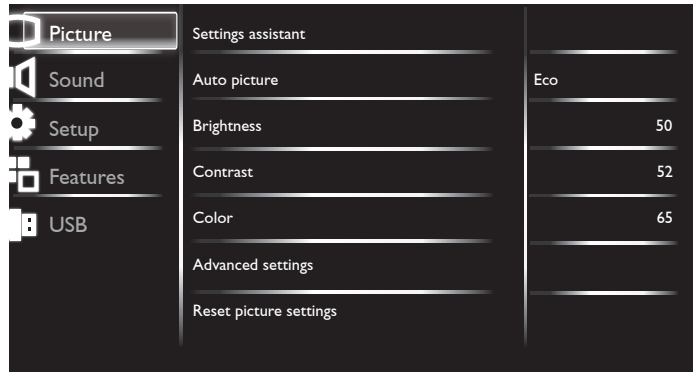 Picture
Sound
Setup
Features
USB
Settings assistant
Auto picture Eco
Brightness 50
Contrast 52
Color 65
Advanced settings
Reset picture settings